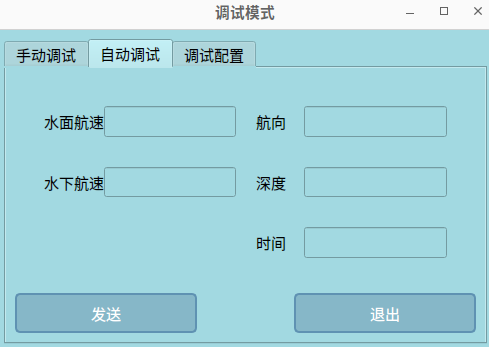 调试模式
手动调试 自动调试 调试配置
水面航速 航向
水下航速 深度
时间
发送 退出